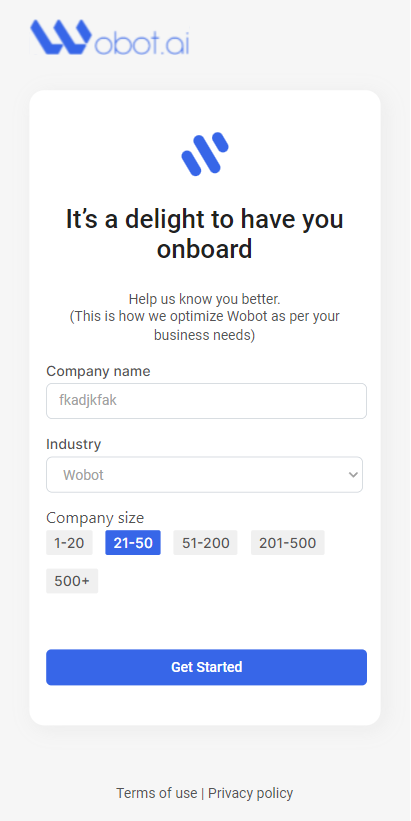 Wobot.ai
It’s a delight to have you
onboard
Help us know you better.
(This is how we optimize Wobot as per your
business needs)
Company name
fkadjkfak
Industry
Wobot
Company size
1-20 21-50 51-200 201-500
500+
Get Started
Terms of use | Privacy policy